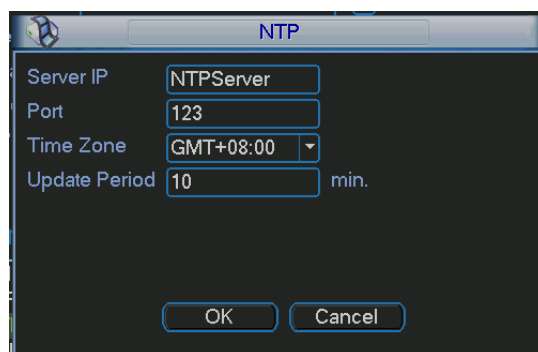 NTP
Server IP NTPServer
Port 123
Time Zone GMT+08:00
Update Period 10 min.
OK Cancel